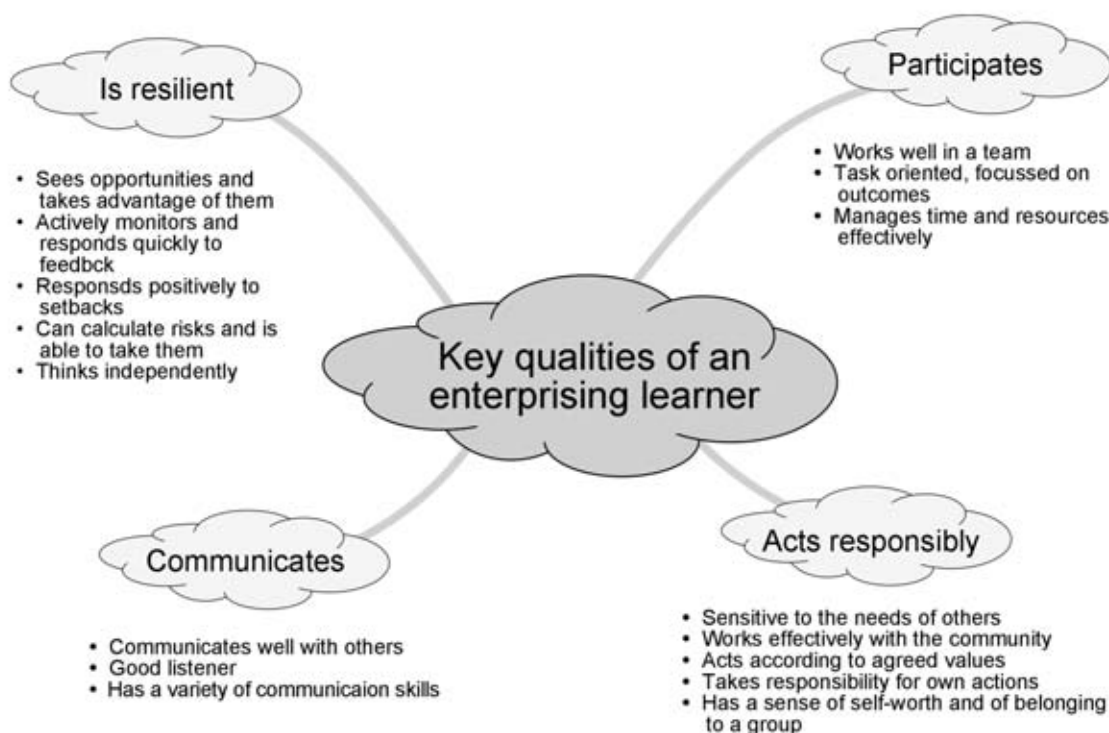 Is resilient
• Sees opportunities and
takes advantage of them
• Actively monitors and
responds quickly to
feedbck
• Responsds positively to
setbacks
• Can calculate risks and is
able to take them
• Thinks independently
Participates
• Works well in a team
• Task oriented, focussed on
outcomes
• Manages time and resources
effectively
Key qualities of an
enterprising learner
Communicates
• Communicates well with others
• Good listener
• Has a variety of communicaion skills
Acts responsibly
• Sensitive to the needs of others
• Works effectively with the community
• Acts according to agreed values
• Takes responsibility for own actions
• Has a sense of self-worth and of belonging
to a group